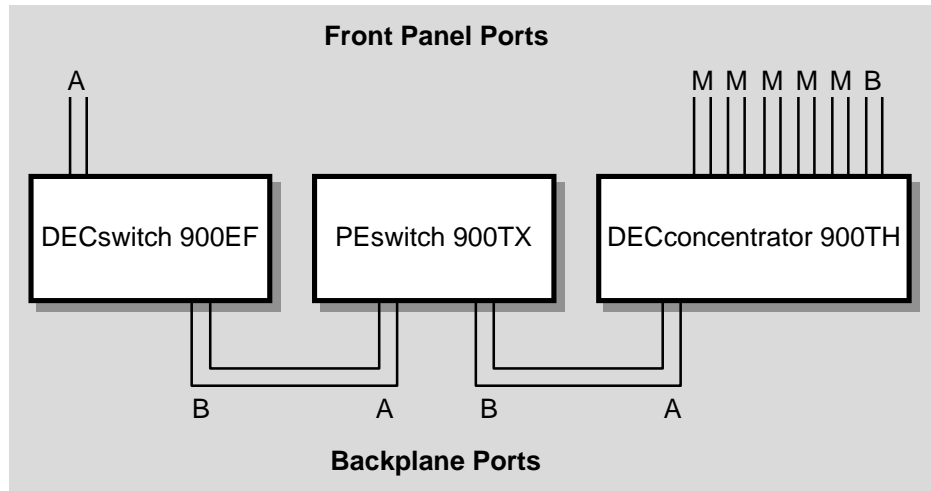 Front Panel Ports
A
M M M M M B
DECswitch 900EF
PEswitch 900TX
DECconcentrator 900TH
B A B A
Backplane Ports